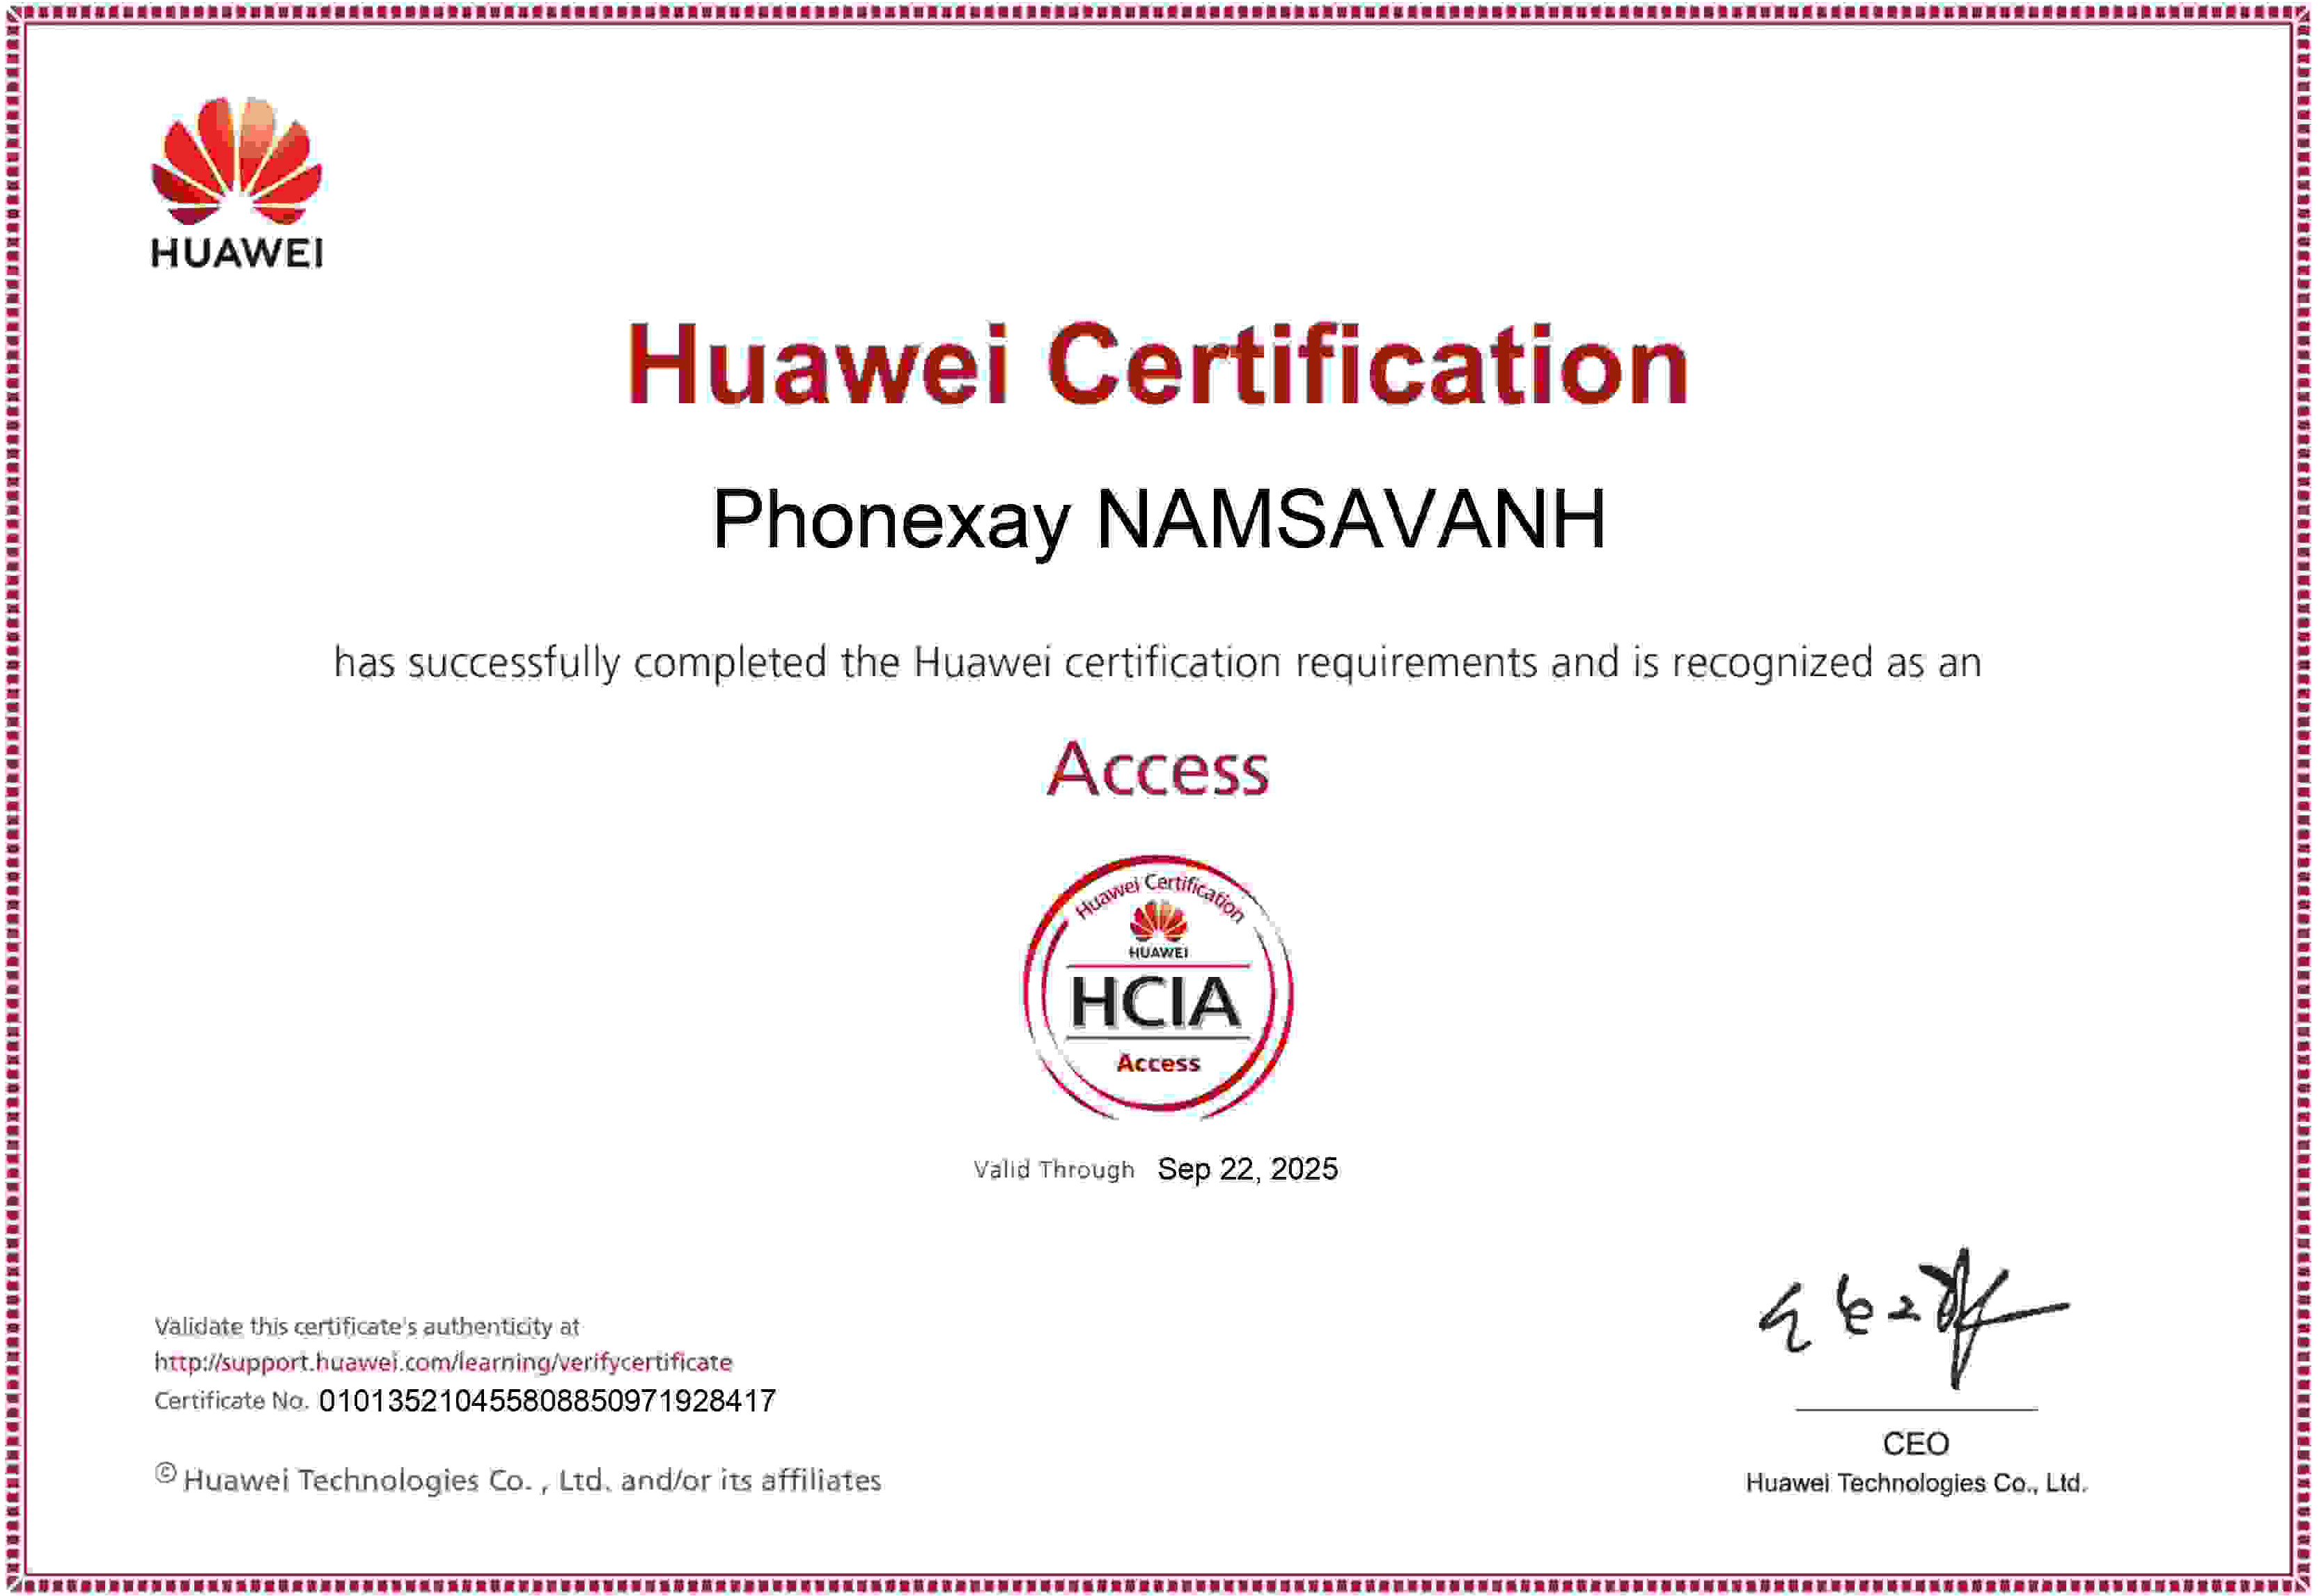 HUAWEI
Huawei Certification
Phonexay NAMSAVANH
has successfully completed the Huawei certification requirements and is recognized as an
Access
Huawei Certification
HUAWEI
HCIA
Access
Valid Through Sep 22, 2025
Validate this certificate's authenticity at
http://support.huawei.com/learning/verifycertificate
Certificate No. 010135210455808850971928417
© Huawei Technologies Co. , Ltd. and/or its affiliates
CEO
Huawei Technologies Co., Ltd.